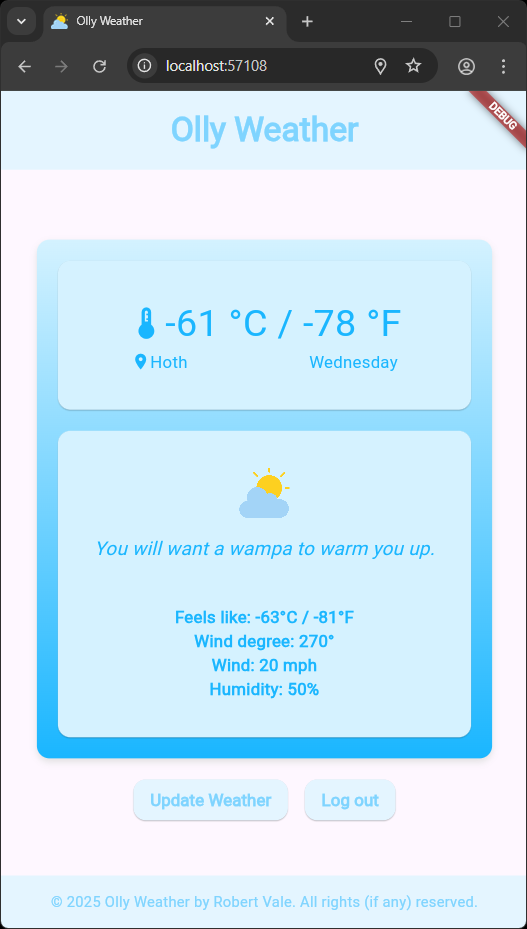 Olly Weather
localhost:57108
DEBUG
Olly Weather
-61 °C / -78 °F
Hoth Wednesday
You will want a wampa to warm you up.
Feels like: -63°C / -81°F
Wind degree: 270°
Wind: 20 mph
Humidity: 50%
Update Weather Log out
© 2025 Olly Weather by Robert Vale. All rights (if any) reserved.